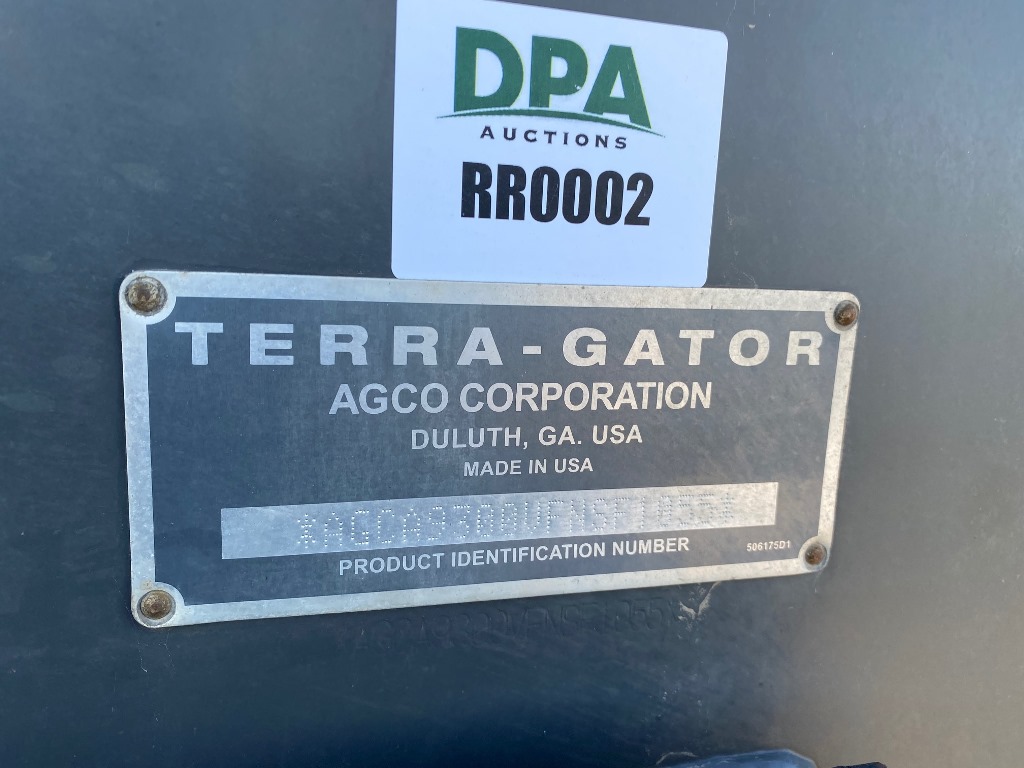 DPA
AUCTIONS
RR0002
TERRA-GATOR
AGCO CORPORATION
DULUTH, GA. USA
MADE IN USA
PRODUCT IDENTIFICATION NUMBER
506175D1